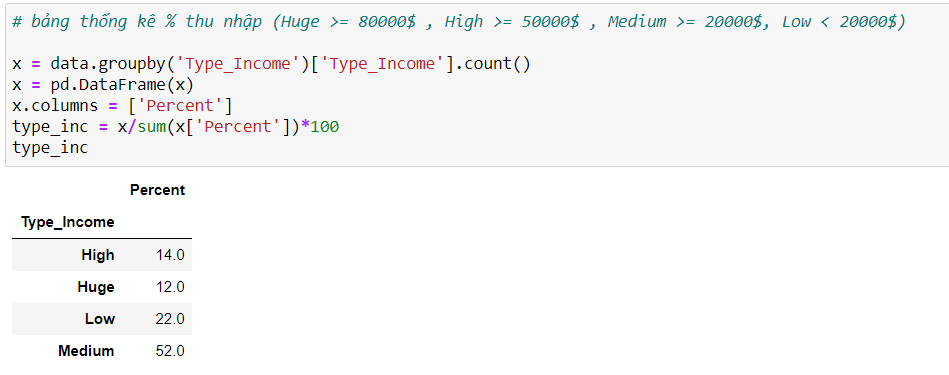 # bảng thống kê % thu nhập (Huge >= 80000$ , High >= 50000$ , Medium >= 20000$, Low < 20000$)
x = data.groupby('Type_Income')['Type_Income'].count()
x = pd.DataFrame(x)
x.columns = ['Percent']
type_inc = x/sum(x['Percent'])*100
type_inc
Percent
Type_Income
High 14.0
Huge 12.0
Low 22.0
Medium 52.0